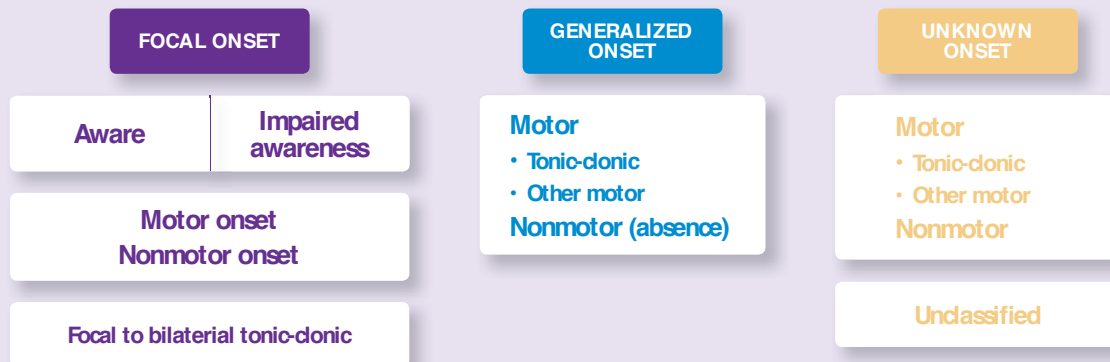 FOCAL ONSET
Aware
Impaired
awareness
Motor onset
Nonmotor onset
Focal to bilaterial tonic-clonic
GENERALIZED
ONSET
Motor
• Tonic-clonic
• Other motor
Nonmotor (absence)
UNKNOWN
ONSET
Motor
• Tonic-clonic
• Other motor
Nonmotor
Unclassified